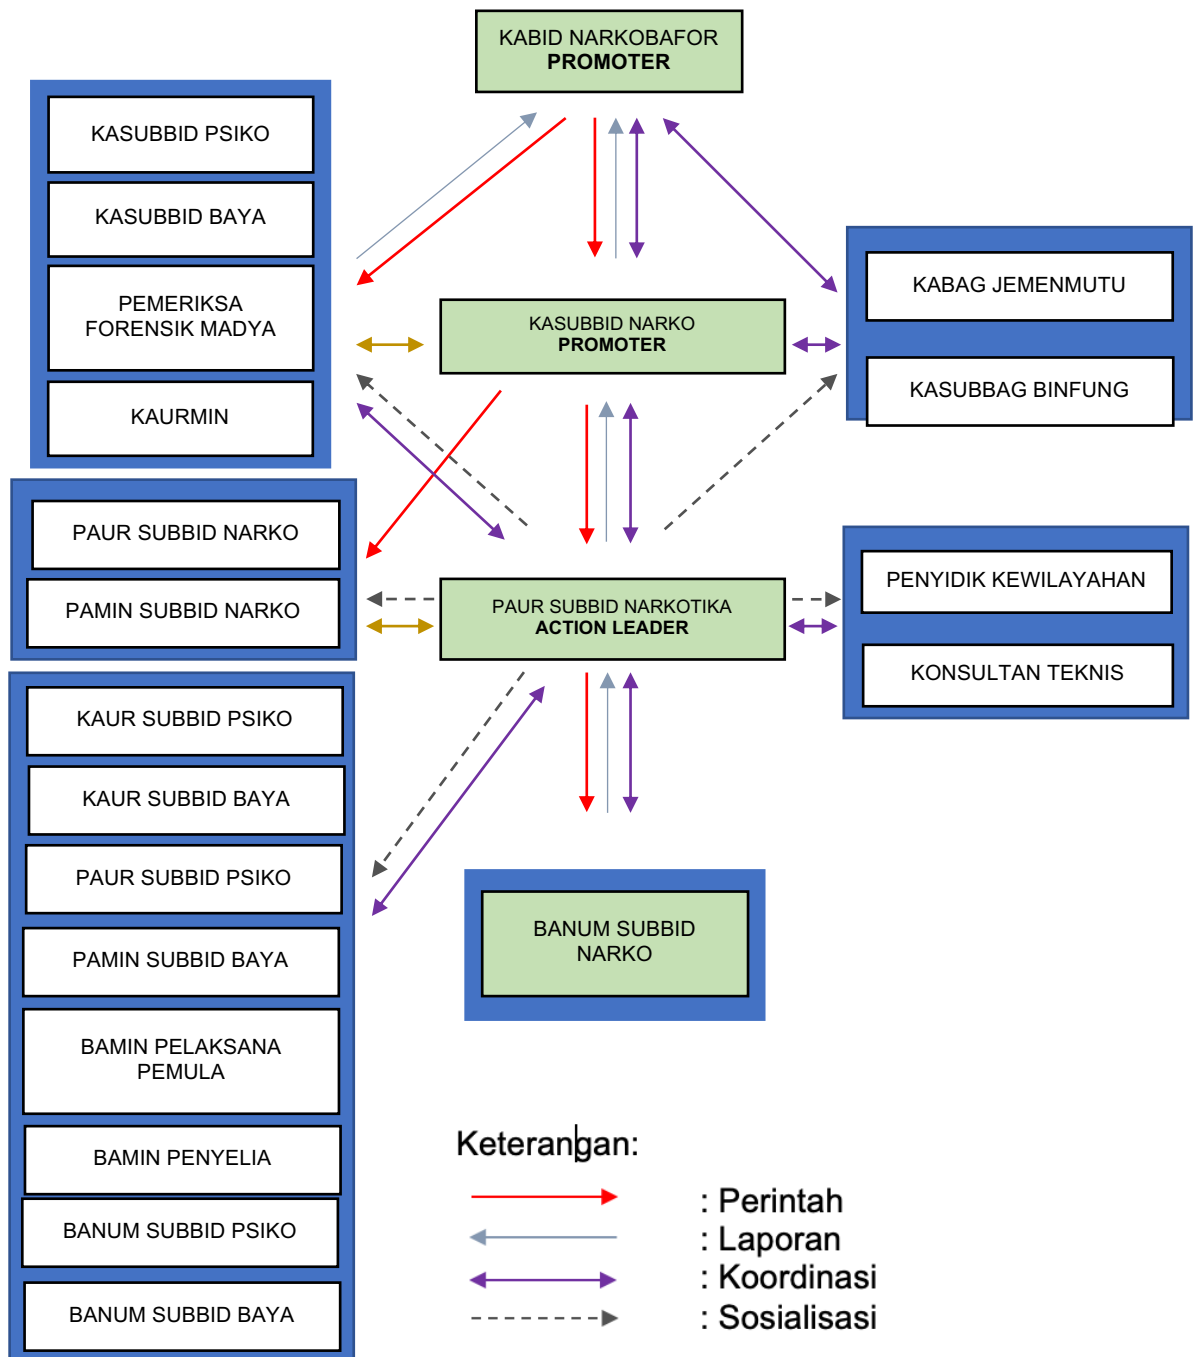 KABID NARKOBAFOR
PROMOTER
KASUBBID PSIKO
KASUBBID BAYA
PEMERIKSA
FORENSIK MADYA
KAURMIN
KASUBBID NARKO
PROMOTER
KABAG JEMENMUTU
KASUBBAG BINFUNG
PAUR SUBBID NARKO
PAMIN SUBBID NARKO
PAUR SUBBID NARKOTIKA
ACTION LEADER
PENYIDIK KEWILAYAHAN
KONSULTAN TEKNIS
KAUR SUBBID PSIKO
KAUR SUBBID BAYA
PAUR SUBBID PSIKO
PAMIN SUBBID BAYA
BAMIN PELAKSANA
PEMULA
BAMIN PENYELIA
BANUM SUBBID PSIKO
BANUM SUBBID BAYA
BANUM SUBBID
NARKO
Keterangan:
: Perintah
: Laporan
: Koordinasi
: Sosialisasi